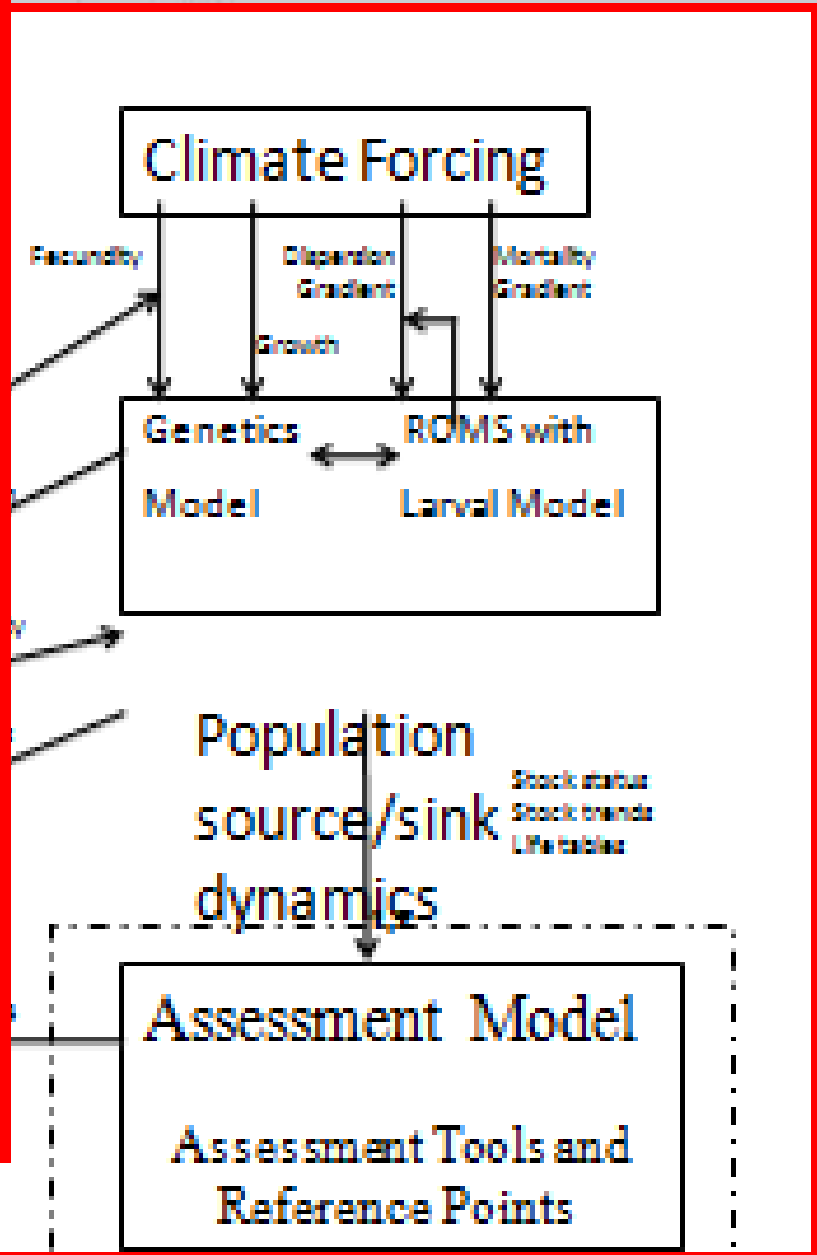 Climate Forcing
Fecundity
Dispersion
Gradient
Mortality
Gradient
Growth
Genetics
Model
ROMS with
Larval Model
Population
source/sink
dynamics
Stock status
Stock trends
Life tables
Assessment Model
Assessment Tools and
Reference Points